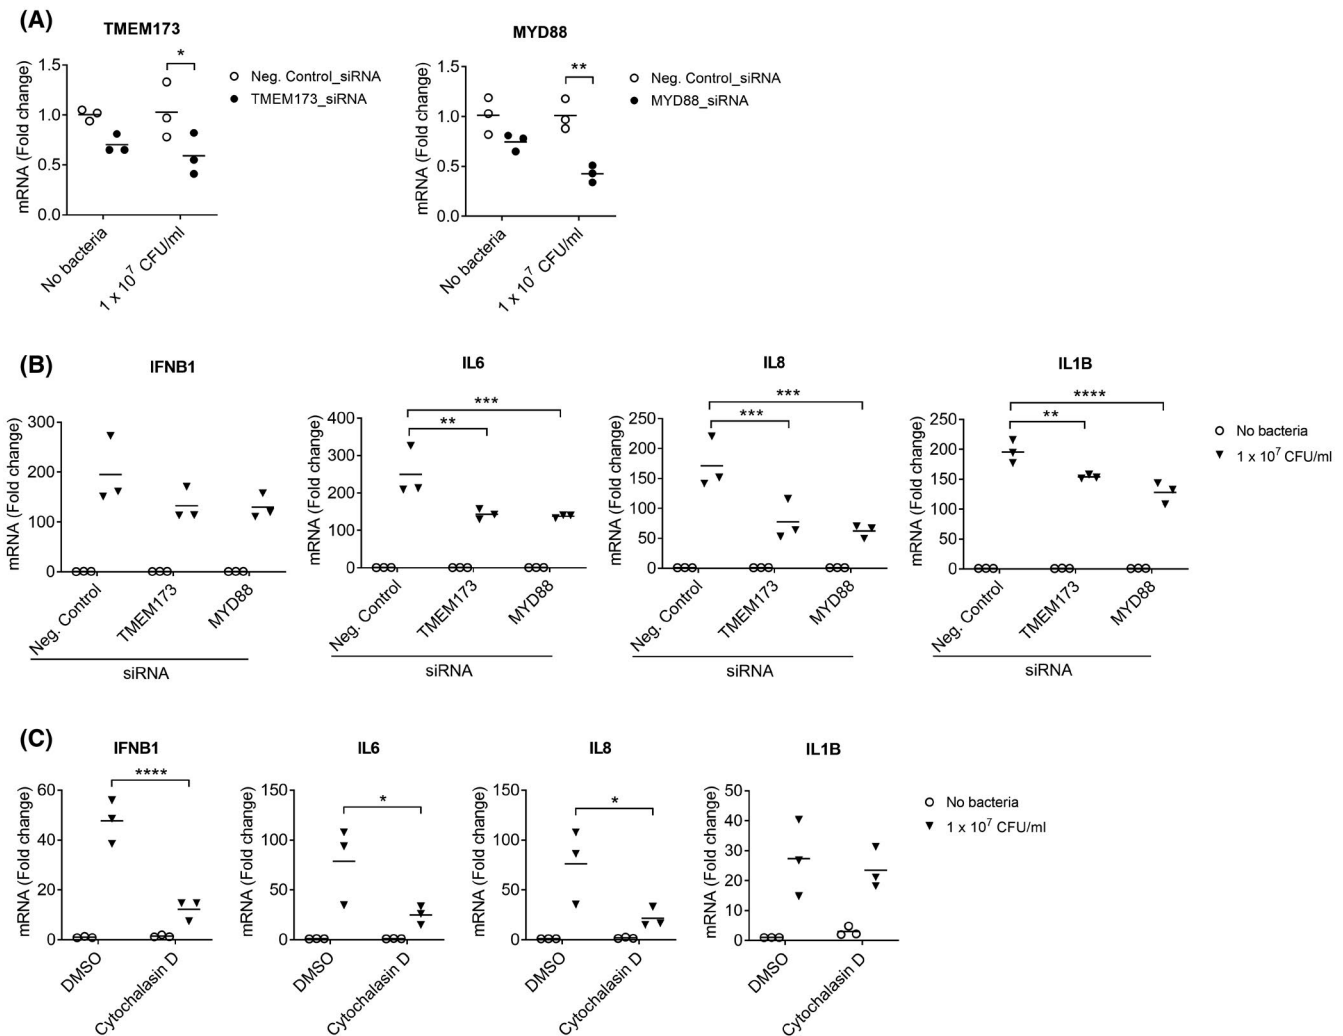 (A)
TMEM173
mRNA (Fold change)
1.5
1.0
0.5
0.0
*
No bacteria
1 x 10⁷ CFU/ml
Neg. Control_siRNA
TMEM173_siRNA
MYD88
mRNA (Fold change)
1.5
1.0
0.5
0.0
**
No bacteria
1 x 10⁷ CFU/ml
Neg. Control_siRNA
MYD88_siRNA
(B)
IFNB1
mRNA (Fold change)
300
200
100
0
Neg. Control
TMEM173
MYD88
siRNA
IL6
mRNA (Fold change)
400
300
200
100
0
***
**
Neg. Control
TMEM173
MYD88
siRNA
IL8
mRNA (Fold change)
250
200
150
100
50
0
***
***
Neg. Control
TMEM173
MYD88
siRNA
IL1B
mRNA (Fold change)
250
200
150
100
50
0
****
**
Neg. Control
TMEM173
MYD88
siRNA
No bacteria
1 x 10⁷ CFU/ml
(C)
IFNB1
mRNA (Fold change)
60
40
20
0
****
DMSO
Cytochalasin D
IL6
mRNA (Fold change)
150
100
50
0
*
DMSO
Cytochalasin D
IL8
mRNA (Fold change)
150
100
50
0
*
DMSO
Cytochalasin D
IL1B
mRNA (Fold change)
50
40
30
20
10
0
DMSO
Cytochalasin D
No bacteria
1 x 10⁷ CFU/ml